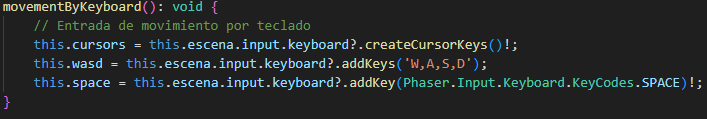 movementByKeyboard(): void {
// Entrada de movimiento por teclado
this.cursors = this.escena.input.keyboard?.createCursorKeys()!;
this.wasd = this.escena.input.keyboard?.addKeys('W,A,S,D');
this.space = this.escena.input.keyboard?.addKey(Phaser.Input.Keyboard.KeyCodes.SPACE)!;
}